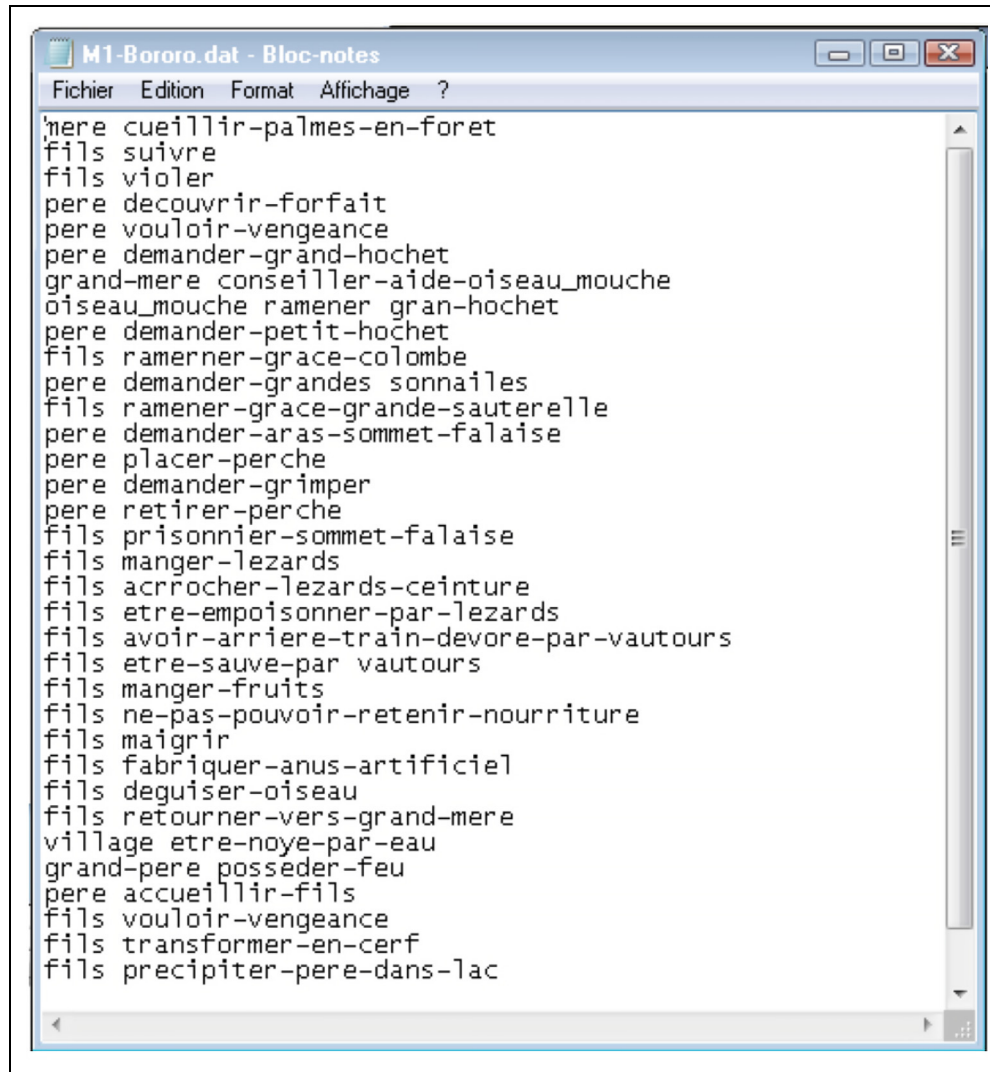 M1-Bororo.dat - Bloc-notes
Fichier Edition Format Affichage ?
mere cueillir-palmes-en-foret
fils suivre
fils violer
pere decouvrir-forfait
pere vouloir-vengeance
pere demander-grand-hochet
grand-mere conseiller-aide-oiseau_mouche
oiseau_mouche ramener gran-hochet
pere demander-petit-hochet
fils ramerner-grace-colombe
pere demander-grandes sonnailes
fils ramener-grace-grande-sauterelle
pere demander-aras-sommet-falaise
pere placer-perche
pere demander-grimper
pere retirer-perche
fils prisonnier-sommet-falaise
fils manger-lezards
fils acrrocher-lezards-ceinture
fils etre-empoisonner-par-lezards
fils avoir-arriere-train-devore-par-vautours
fils etre-sauve-par vautours
fils manger-fruits
fils ne-pas-pouvoir-retenir-nourriture
fils maigrir
fils fabriquer-anus-artificiel
fils deguiser-oiseau
fils retourner-vers-grand-mere
village etre-noye-par-eau
grand-pere posseder-feu
pere accueillir-fils
fils vouloir-vengeance
fils transformer-en-cerf
fils precipiter-pere-dans-lac